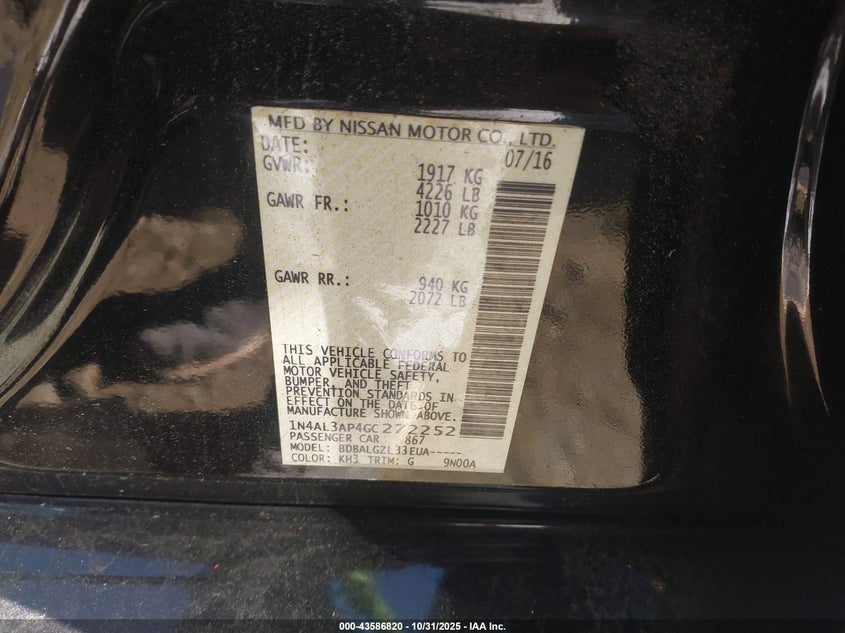 MFD BY NISSAN MOTOR CO., LTD.
DATE: 07/16
GVWR: 1917 KG
4226 LB
GAWR FR.: 1010 KG
2227 LB
GAWR RR.: 940 KG
2072 LB
THIS VEHICLE CONFORMS TO
ALL APPLICABLE FEDERAL
MOTOR VEHICLE SAFETY,
BUMPER, AND THEFT
PREVENTION STANDARDS IN
EFFECT ON THE DATE OF
MANUFACTURE SHOWN ABOVE.
1N4AL3AP4GC272252
PASSENGER CAR 867
MODEL: BDBALGZL33EUA-----
COLOR: KH3 TRIM: G 9N00A
000-43586820 - 10/31/2025 - IAA Inc.